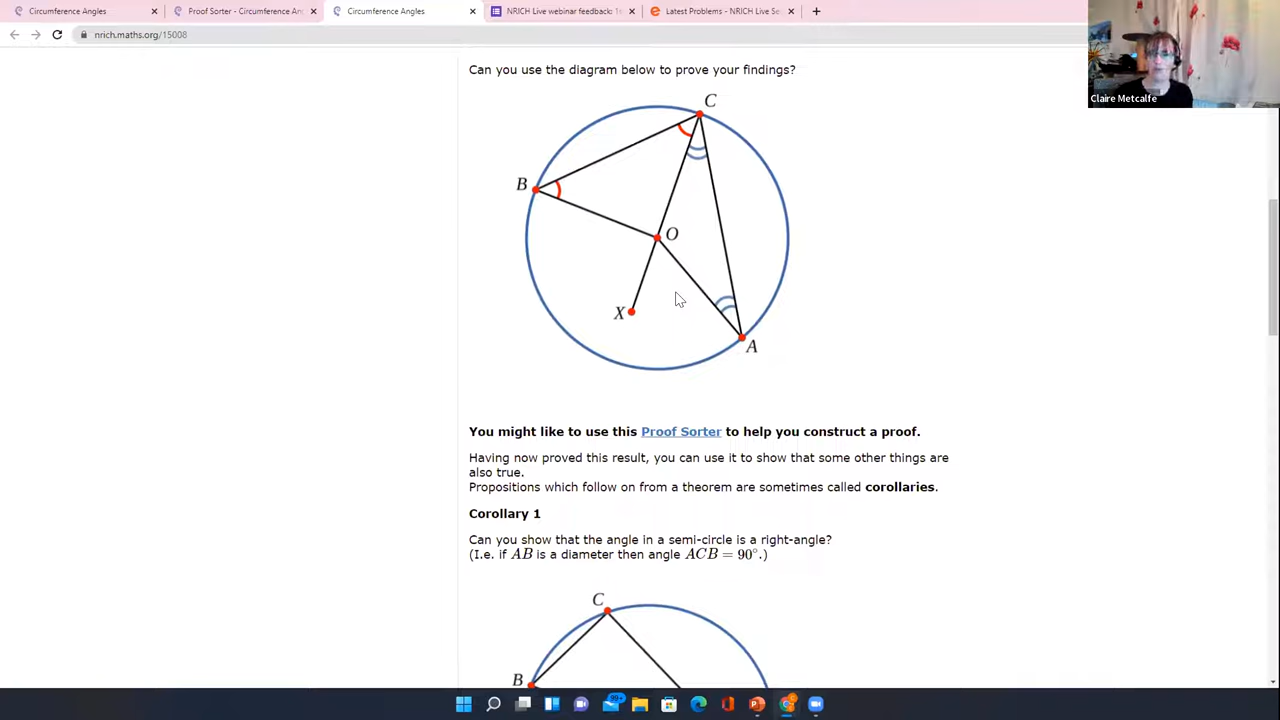 Circumference Angles
Proof Sorter - Circumference An
Circumference Angles
NRICH Live webinar feedback: 1
Latest Problems - NRICH Live Se
nrich.maths.org/15008
Claire Metcalfe
Can you use the diagram below to prove your findings?
C
B
O
X
A
You might like to use this Proof Sorter to help you construct a proof.
Having now proved this result, you can use it to show that some other things are
also true.
Propositions which follow on from a theorem are sometimes called corollaries.
Corollary 1
Can you show that the angle in a semi-circle is a right-angle?
(I.e. if AB is a diameter then angle ACB = 90°.)
C
B
99+